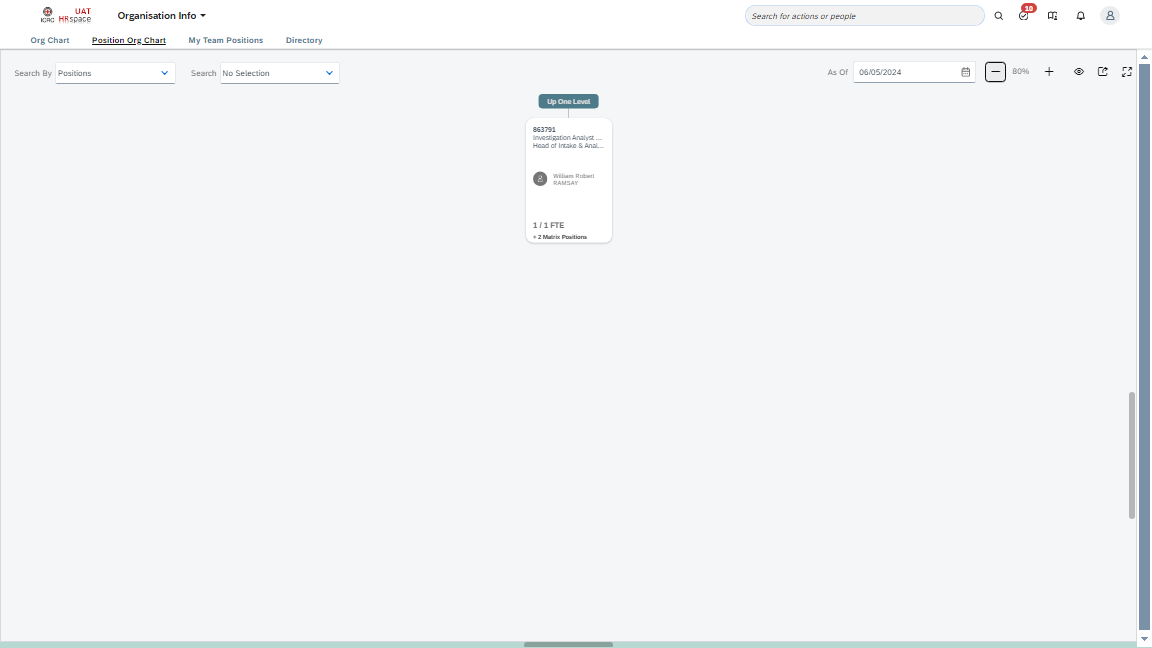 ICRC
UAT
HRspace
Organisation Info
Search for actions or people
10
Org Chart
Position Org Chart
My Team Positions
Directory
Search By
Positions
Search
No Selection
As Of
06/05/2024
80%
Up One Level
863791
Investigation Analyst ...
Head of Intake & Anal...
William Robert
RAMSAY
1 / 1 FTE
+ 2 Matrix Positions